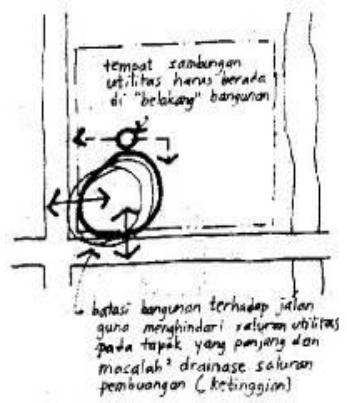 tempat sambungan
utilitas harus berada
di "belakang" bangunan
batasi bangunan terhadap jalan
guna menghindari saluran utilitas
pada tapak yang panjang dan
masalah² drainase saluran
pembuangan (ketinggian)